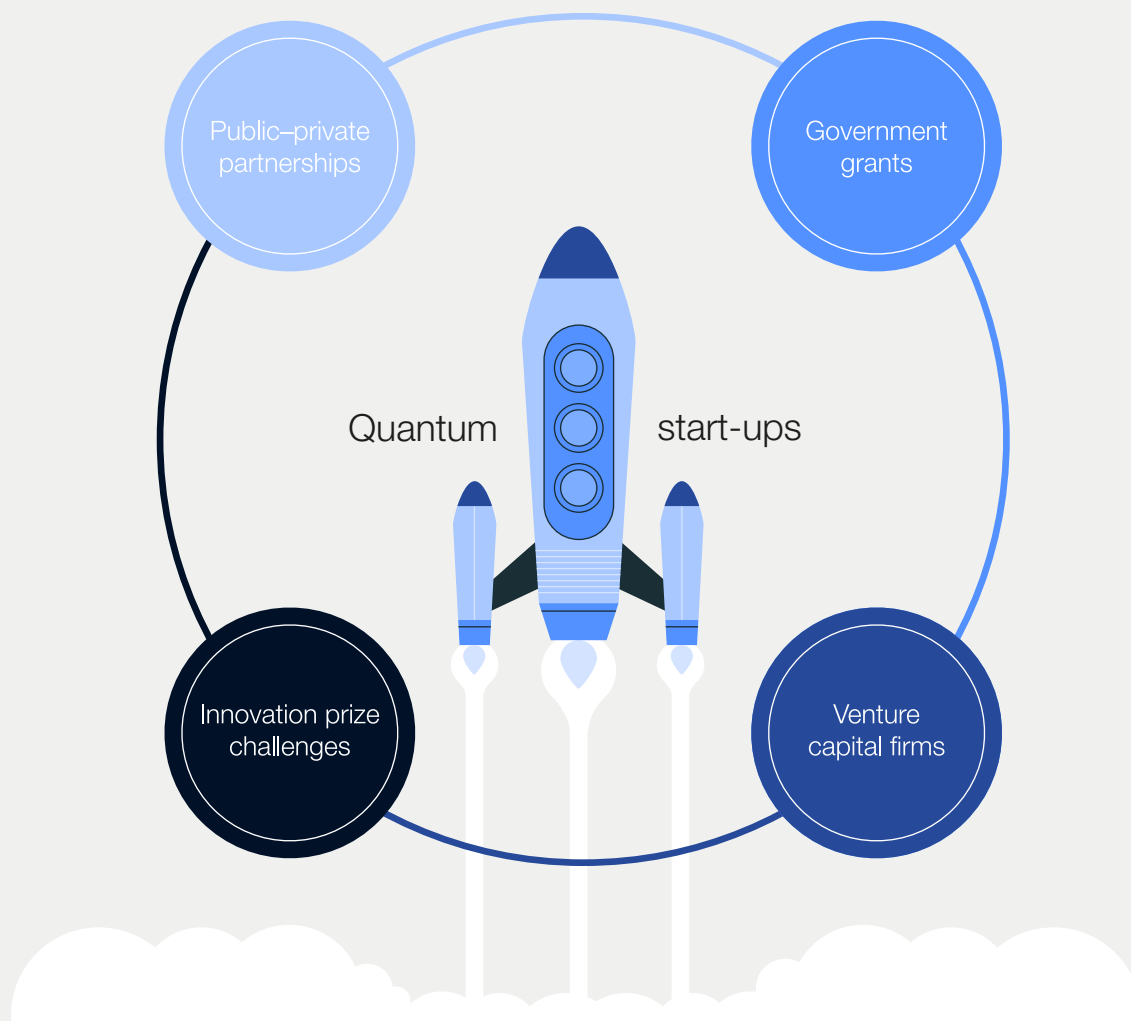 Public–private
partnerships
Government
grants
Quantum start-ups
Innovation prize
challenges
Venture
capital firms